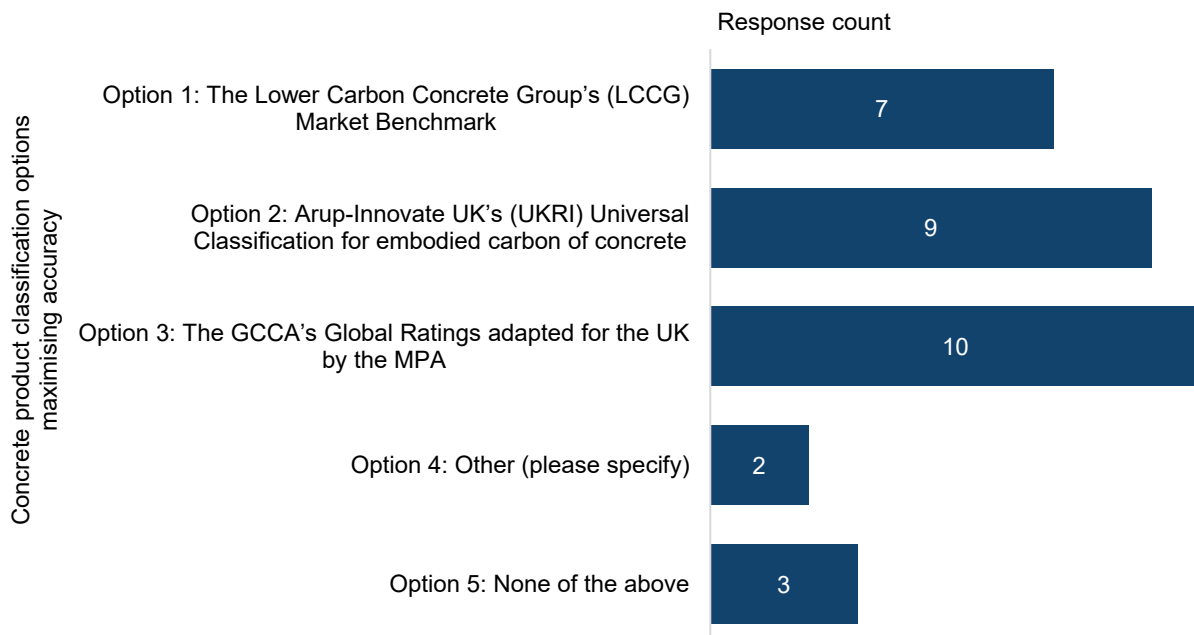 Response count
Concrete product classification options
maximising accuracy
Option 1: The Lower Carbon Concrete Group’s (LCCG)
Market Benchmark
7
Option 2: Arup-Innovate UK’s (UKRI) Universal
Classification for embodied carbon of concrete
9
Option 3: The GCCA’s Global Ratings adapted for the UK
by the MPA
10
Option 4: Other (please specify)
2
Option 5: None of the above
3